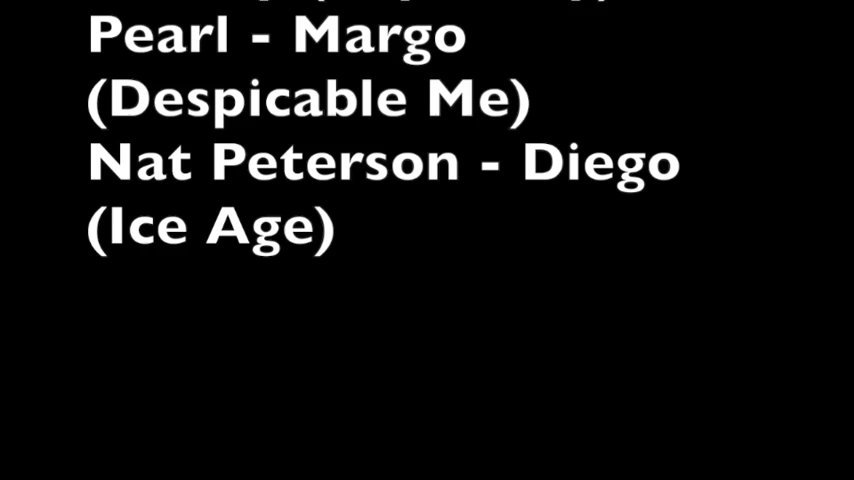 Pearl - Margo
(Despicable Me)
Nat Peterson - Diego
(Ice Age)